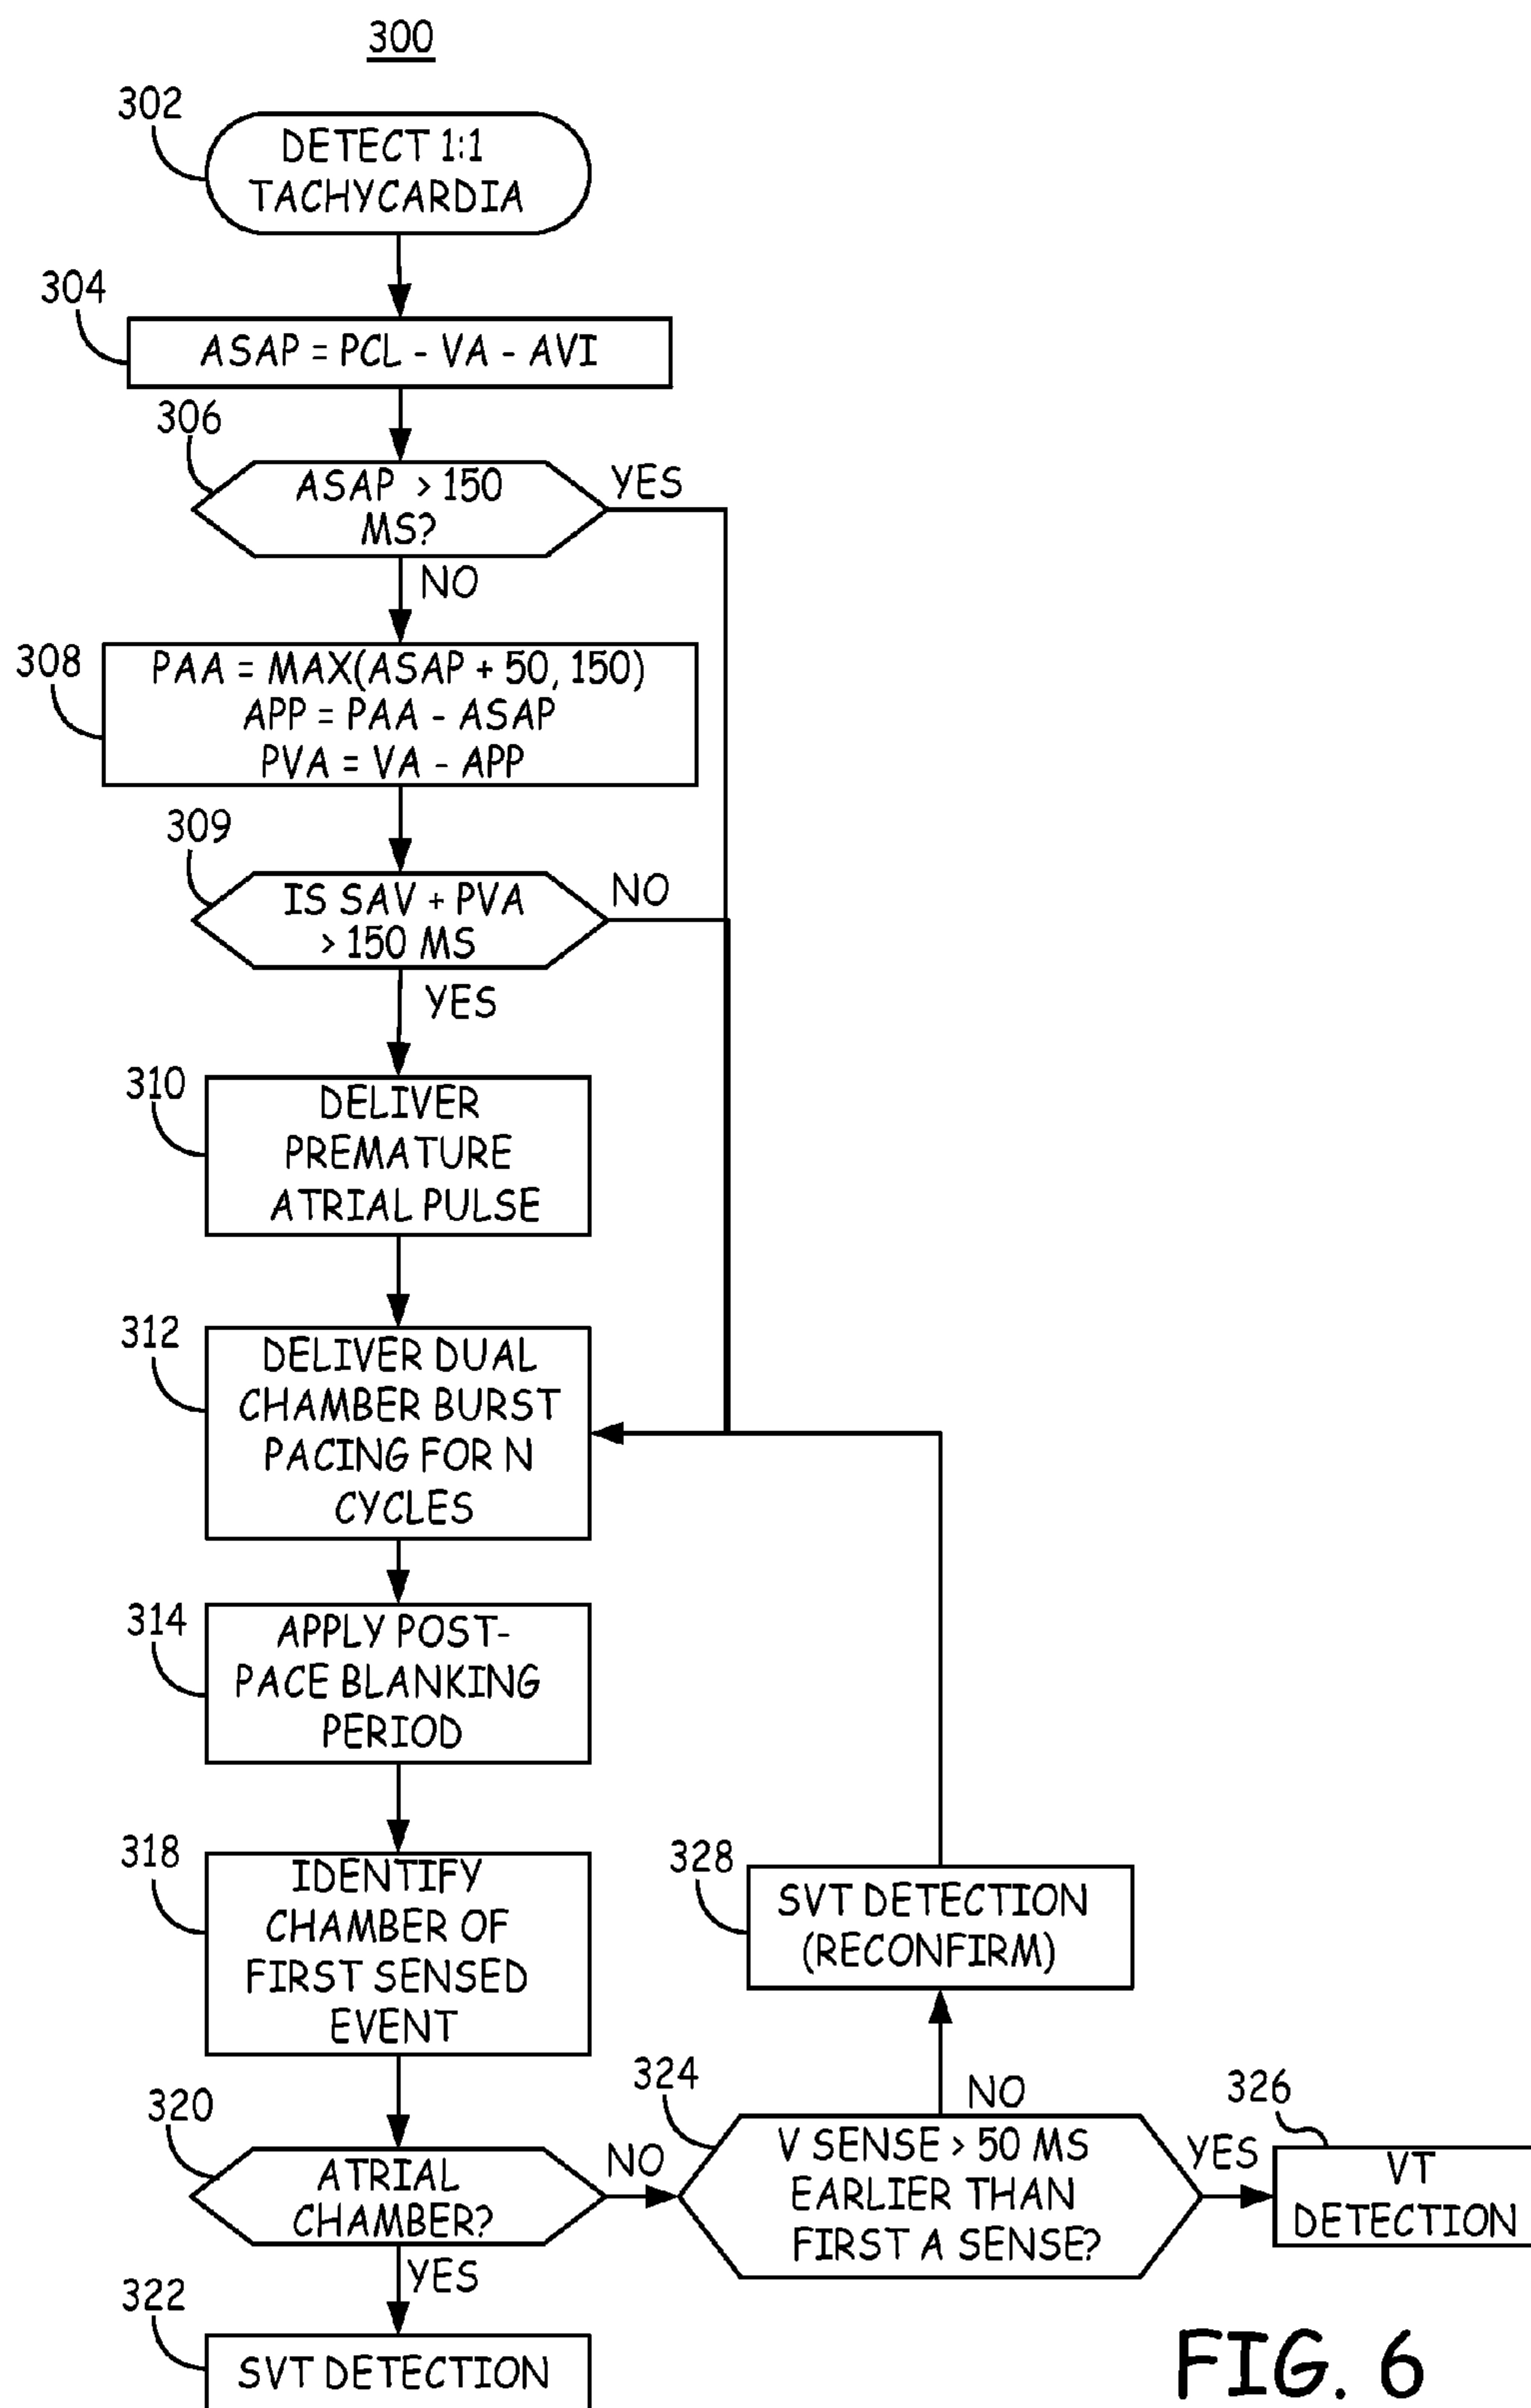 300
302
DETECT 1:1
TACHYCARDIA
304
ASAP = PCL - VA - AVI
306
ASAP > 150
MS?
YES
NO
308
PAA = MAX(ASAP + 50, 150)
APP = PAA - ASAP
PVA = VA - APP
309
IS SAV + PVA
> 150 MS
NO
YES
310
DELIVER
PREMATURE
ATRIAL PULSE
312
DELIVER DUAL
CHAMBER BURST
PACING FOR N
CYCLES
314
APPLY POST-
PACE BLANKING
PERIOD
318
IDENTIFY
CHAMBER OF
FIRST SENSED
EVENT
328
SVT DETECTION
(RECONFIRM)
320
ATRIAL
CHAMBER?
NO
YES
324
V SENSE > 50 MS
EARLIER THAN
FIRST A SENSE?
NO
YES
326
VT
DETECTION
322
SVT DETECTION
FIG. 6